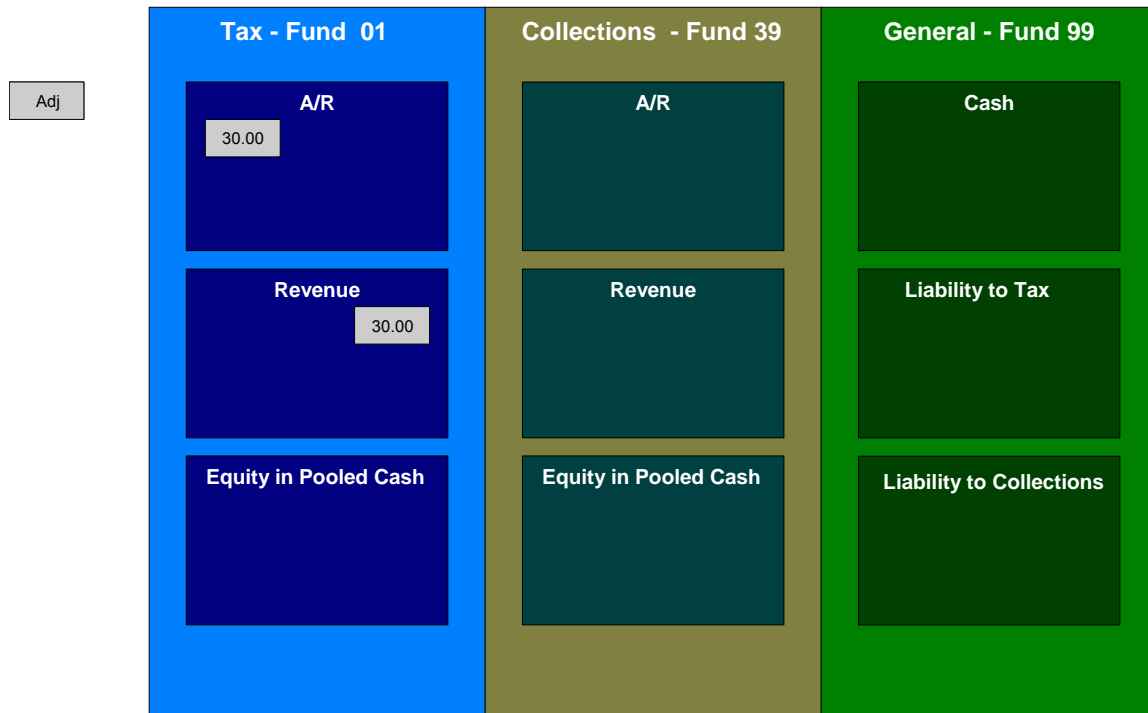 Tax - Fund  01
Collections  - Fund 39
General - Fund 99
Adj
A/R
30.00
A/R
Cash
Revenue
30.00
Revenue
Liability to Tax
Equity in Pooled Cash
Equity in Pooled Cash
Liability to Collections